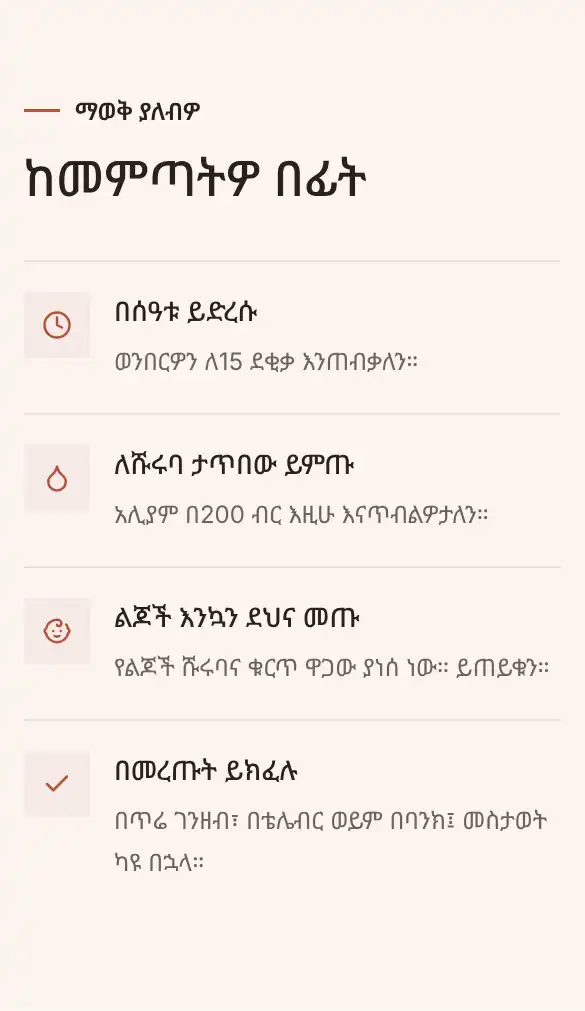 ማወቅ ያለብዎ
ከመምጣትዎ በፊት
በሰዓቱ ይድረሱ
ወንበርዎን ለ15 ደቂቃ እንጠብቃለን።
ለሹሩባ ታጥበው ይምጡ
አሊያም በ200 ብር እዚሁ እናጥብልዎታለን።
ልጆች እንኳን ደህና መጡ
የልጆች ሹሩባና ቁርጥ ዋጋው ያነሰ ነው። ይጠይቁን።
በመረጡት ይክፈሉ
በጥሬ ገንዘብ፣ በቴሌብር ወይም በባንክ፤ መስታወት
ካዩ በኋላ።